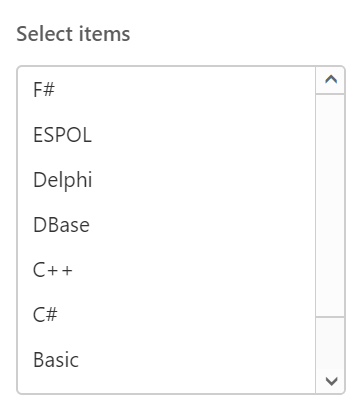 Select items
F#
ESPOL
Delphi
DBase
C++
C#
Basic